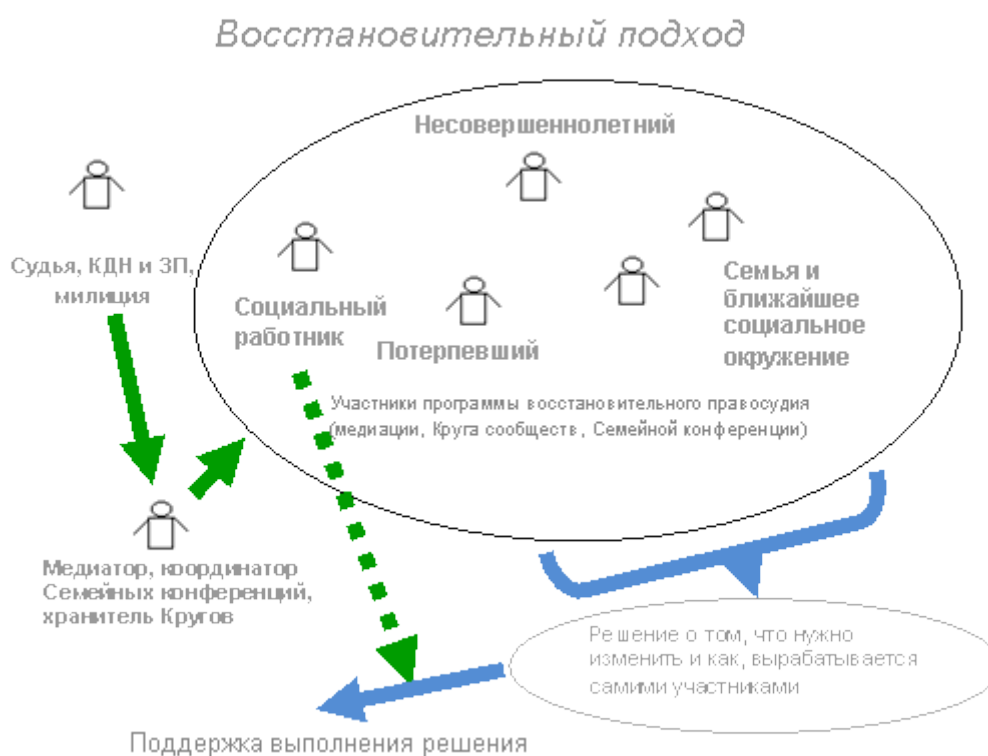 Восстановительный подход
Несовершеннолетний
Судья, КДН и ЗП,
милиция
Социальный
работник
Потерпевший
Семья и
ближайшее
социальное
окружение
Участники программы восстановительного правосудия
(медиации, Круга сообществ, Семейной конференции)
Медиатор, координатор
Семейных конференций,
хранитель Кругов
Решение о том, что нужно
изменить и как, вырабатывается
самими участниками
Поддержка выполнения решения